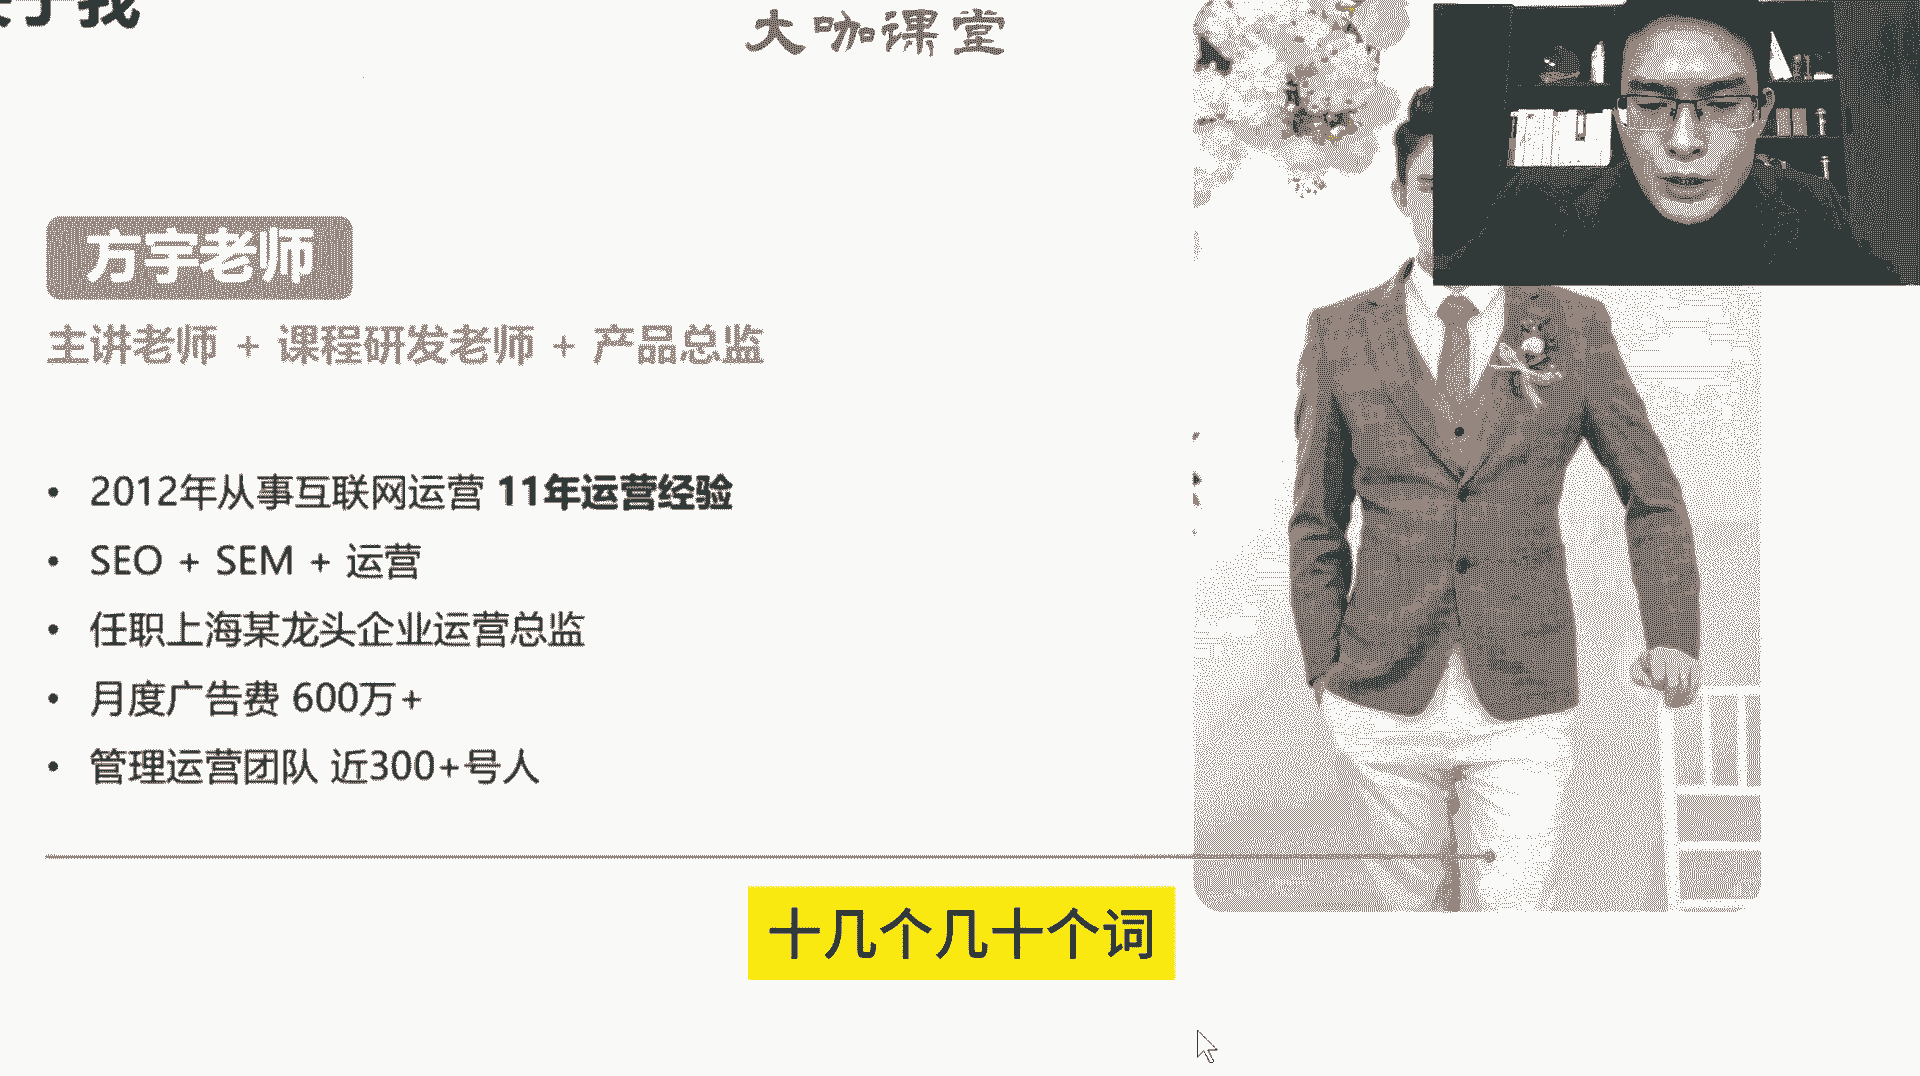 关于我
大咖课堂
方宇老师
主讲老师 + 课程研发老师 + 产品总监
• 2012年从事互联网运营 11年运营经验
• SEO + SEM + 运营
• 任职上海某龙头企业运营总监
• 月度广告费 600万+
• 管理运营团队 近300+号人
十几个几十个词